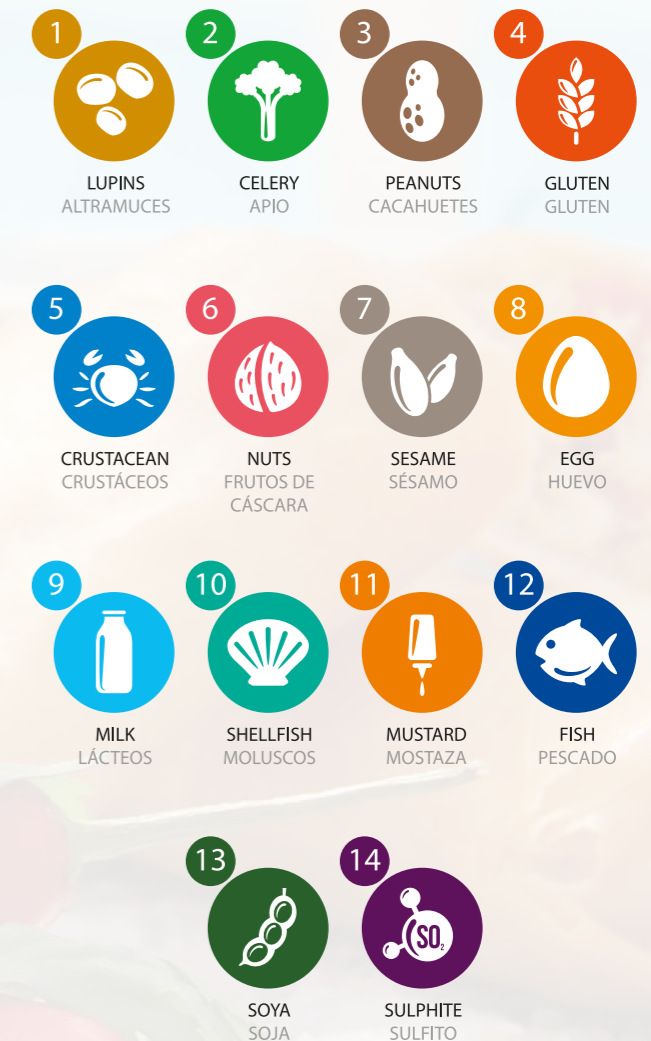 1
2
3
4
LUPINS
ALTRAMUCES
CELERY
APIO
PEANUTS
CACAHUETES
GLUTEN
GLUTEN
5
6
7
8
CRUSTACEAN
CRUSTÁCEOS
NUTS
FRUTOS DE
CÁSCARA
SESAME
SÉSAMO
EGG
HUEVO
9
10
11
12
MILK
LÁCTEOS
SHELLFISH
MOLUSCOS
MUSTARD
MOSTAZA
FISH
PESCADO
13
14
SO2
SOYA
SOJA
SULPHITE
SULFITO